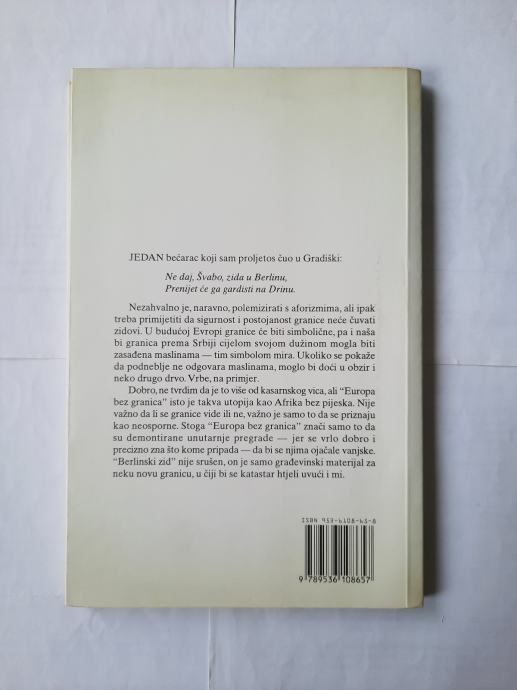 JEDAN bećarac koji sam proljetos čuo u Gradiški:
Ne daj, Švabo, zida u Berlinu,
Prenijet će ga gardisti na Drinu.
Nezahvalno je, naravno, polemizirati s aforizmima, ali ipak
treba primijetiti da sigurnost i postojanost granice neće čuvati
zidovi. U budućoj Evropi granice će biti simbolične, pa i naša
bi granica prema Srbiji cijelom svojom dužinom mogla biti
zasađena maslinama — tim simbolom mira. Ukoliko se pokaže
da podneblje ne odgovara maslinama, moglo bi doći u obzir i
neko drugo drvo. Vrbe, na primjer.
Dobro, ne tvrdim da je to više od kasarnskog vica, ali "Europa
bez granica" isto je takva utopija kao Afrika bez pijeska. Nije
važno da li se granice vide ili ne, važno je samo to da se priznaju
kao neosporne. Stoga "Europa bez granica" znači samo to da
su demontirane unutarnje pregrade — jer se vrlo dobro i
precizno zna što kome pripada — da bi se njima ojačale vanjske.
"Berlinski zid" nije srušen, on je samo građevinski materijal za
neku novu granicu, u čiji bi se katastar htjeli uvući i mi.
ISBN 953-6108-65-8
9 789536 108657